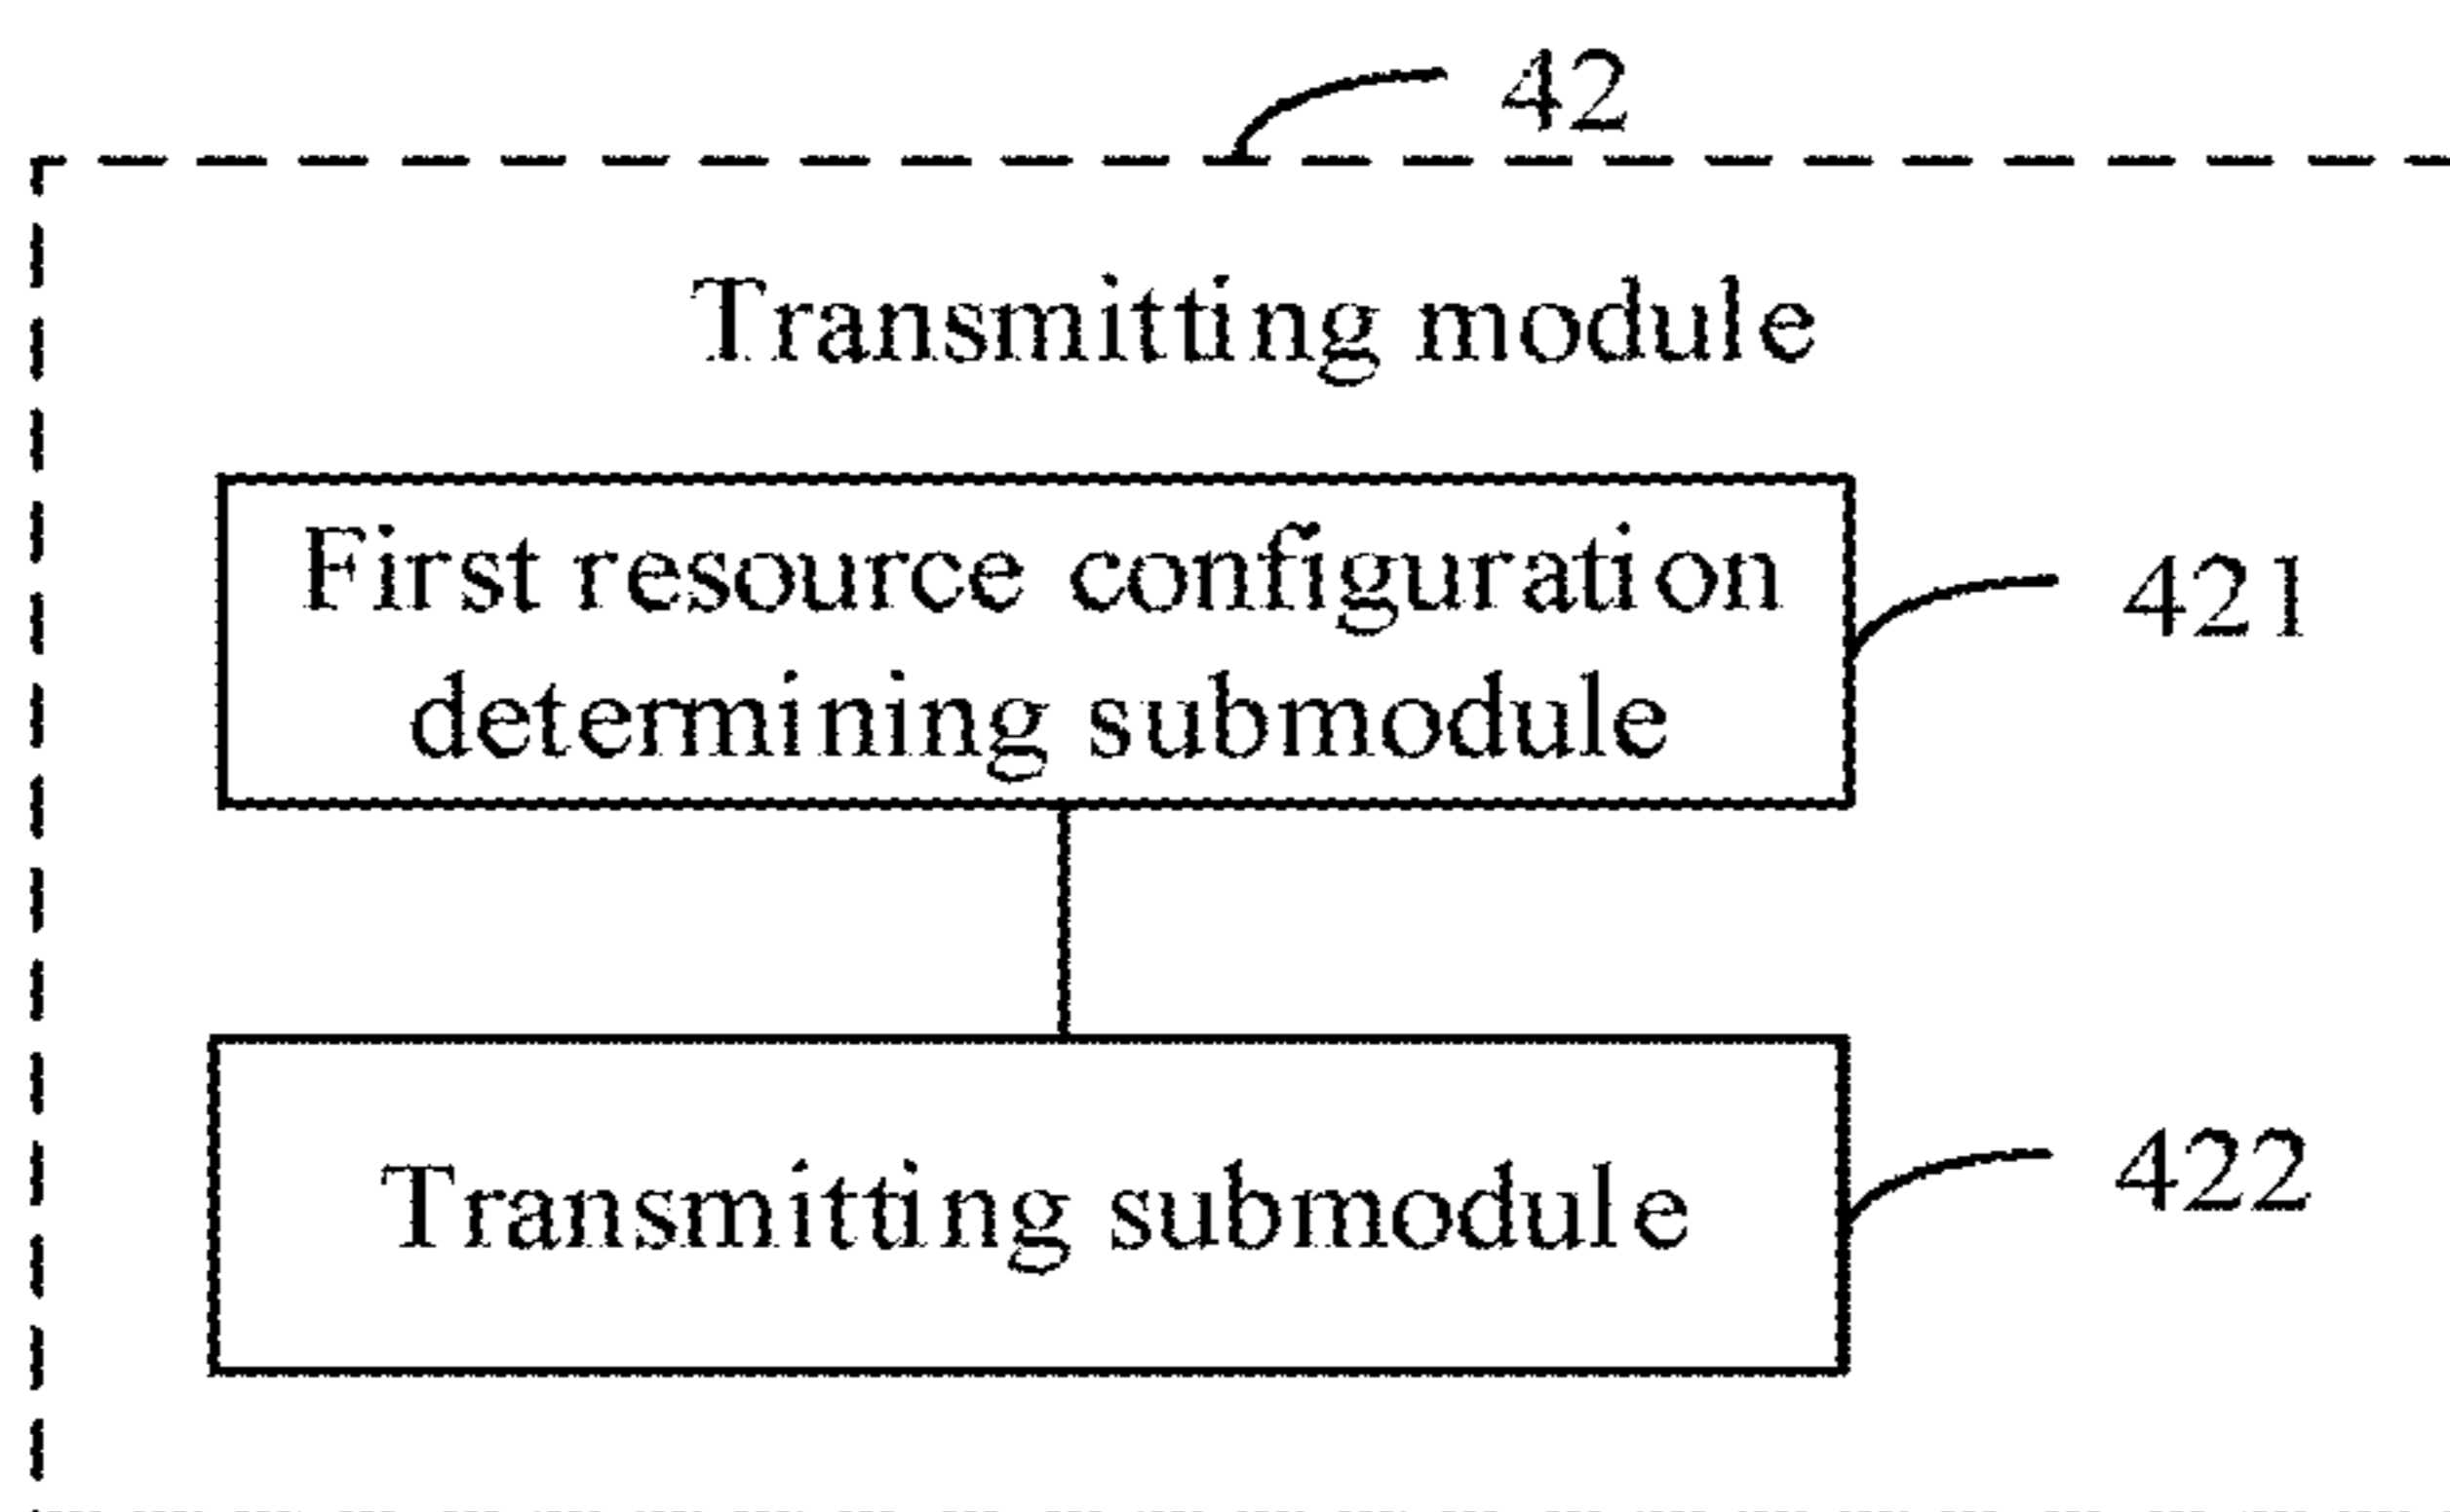 42
Transmitting module
First resource configuration
determining submodule
421
Transmitting submodule
422